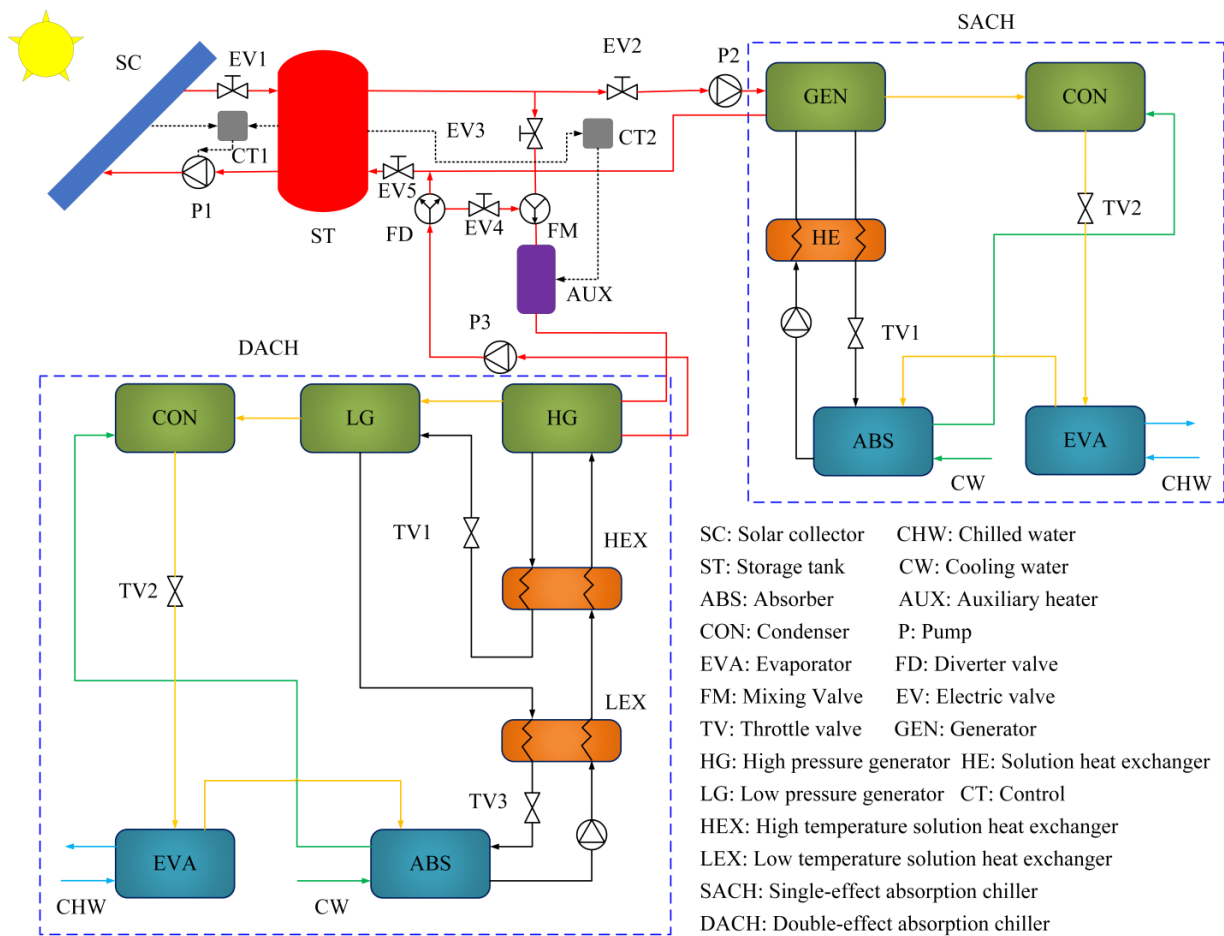 SACH
SC
EV1
EV2
P2
GEN
CON
EV3
CT1
CT2
P1
ST
EV5
FD
EV4
FM
AUX
HE
TV2
TV1
P3
DACH
CON
LG
HG
ABS
EVA
CW
CHW
TV1
HEX
TV2
LEX
TV3
EVA
ABS
CHW
CW
SC: Solar collector CHW: Chilled water
ST: Storage tank CW: Cooling water
ABS: Absorber AUX: Auxiliary heater
CON: Condenser P: Pump
EVA: Evaporator FD: Diverter valve
FM: Mixing Valve EV: Electric valve
TV: Throttle valve GEN: Generator
HG: High pressure generator HE: Solution heat exchanger
LG: Low pressure generator CT: Control
HEX: High temperature solution heat exchanger
LEX: Low temperature solution heat exchanger
SACH: Single-effect absorption chiller
DACH: Double-effect absorption chiller